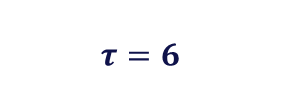 τ = 6